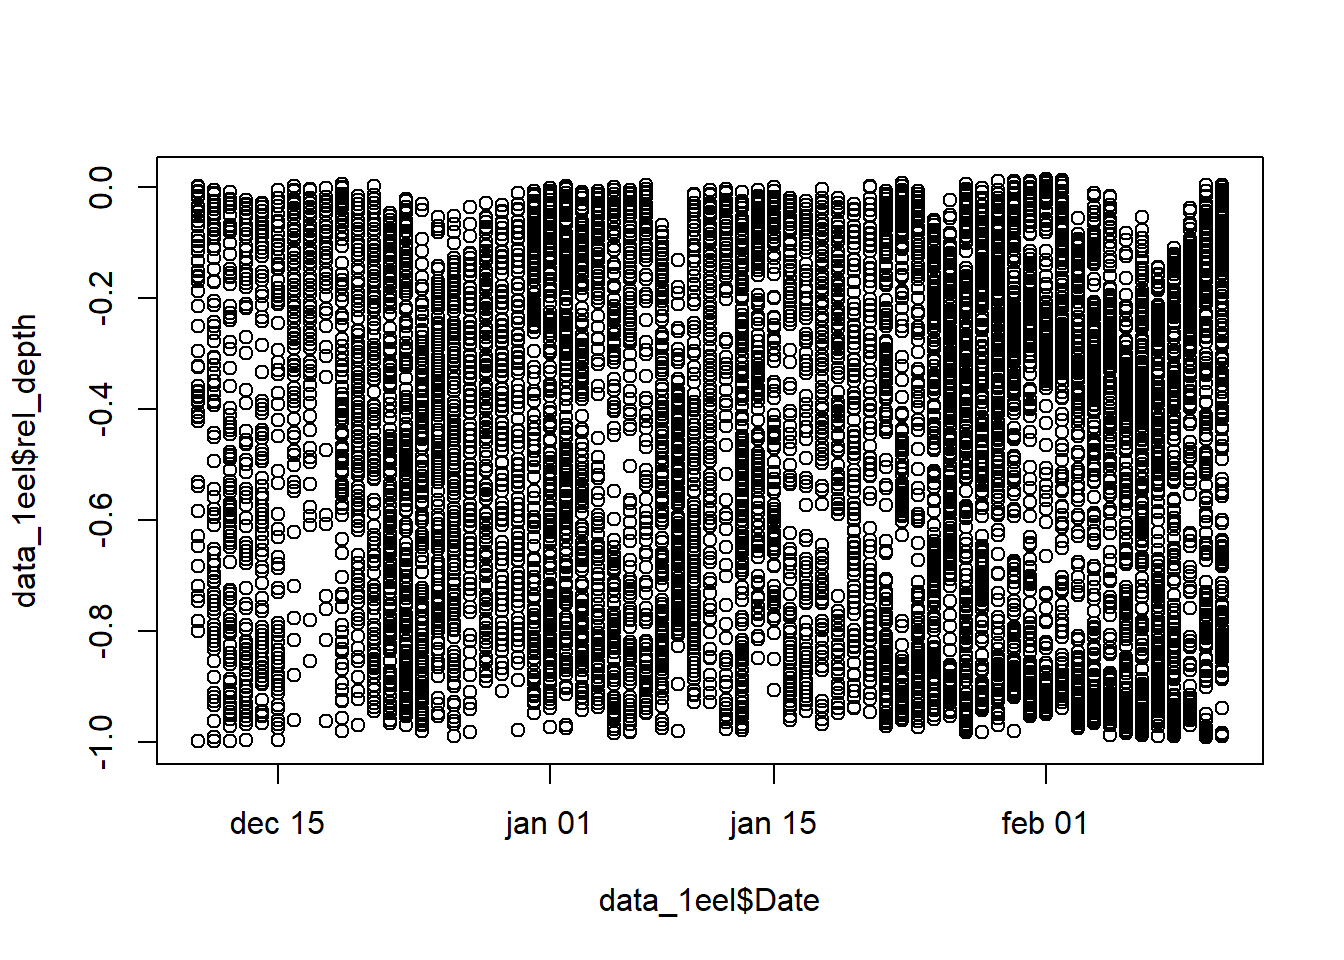 data_1eel$rel_depth
0.0
-0.2
-0.4
-0.6
-0.8
-1.0
dec 15
jan 01
jan 15
feb 01
data_1eel$Date